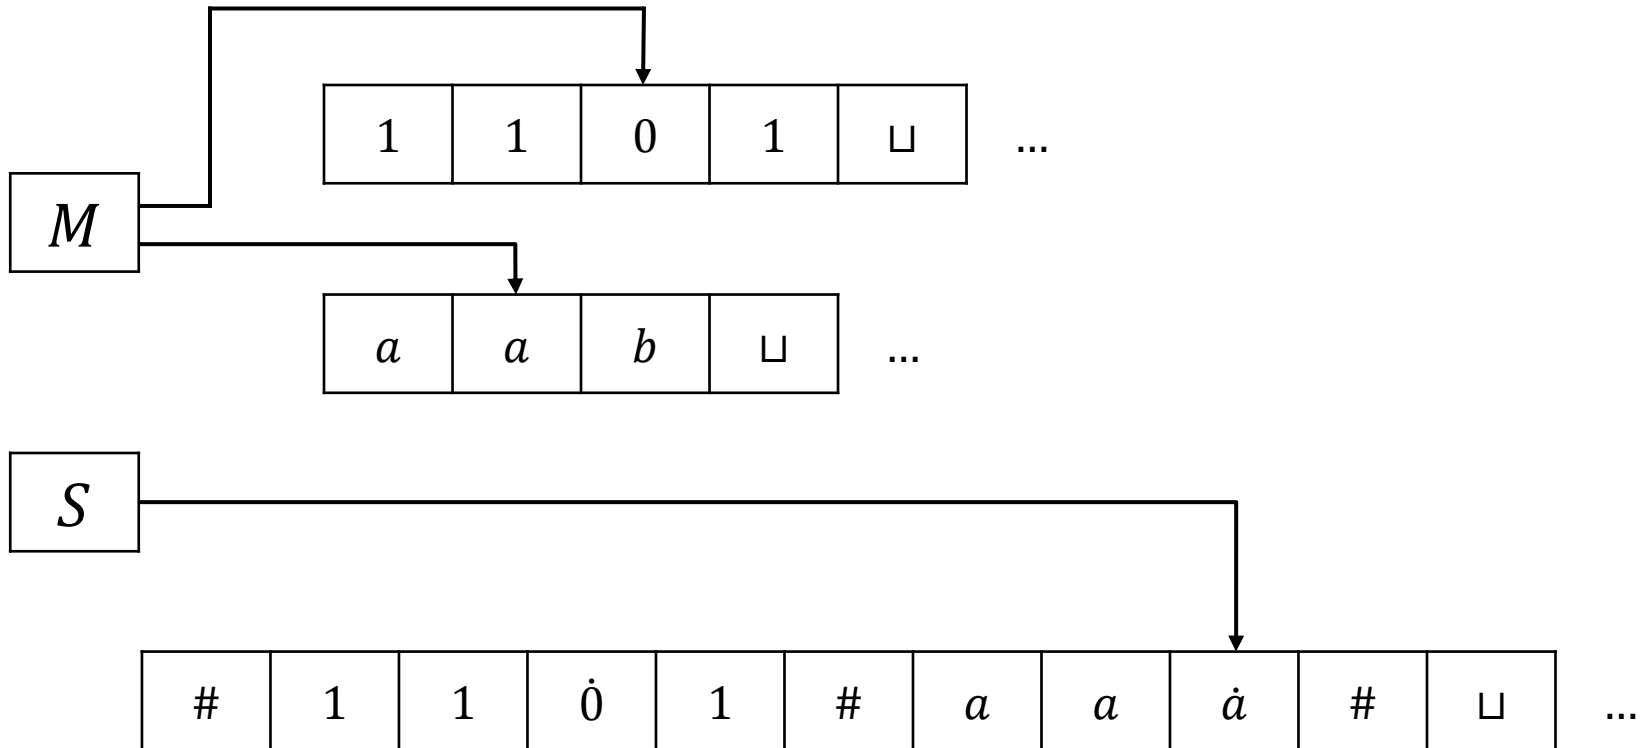 1 1 0 1 ⊔ ...
M
a a b ⊔ ...
S
# 1 1 0̇ 1 # a a ȧ # ⊔ ...